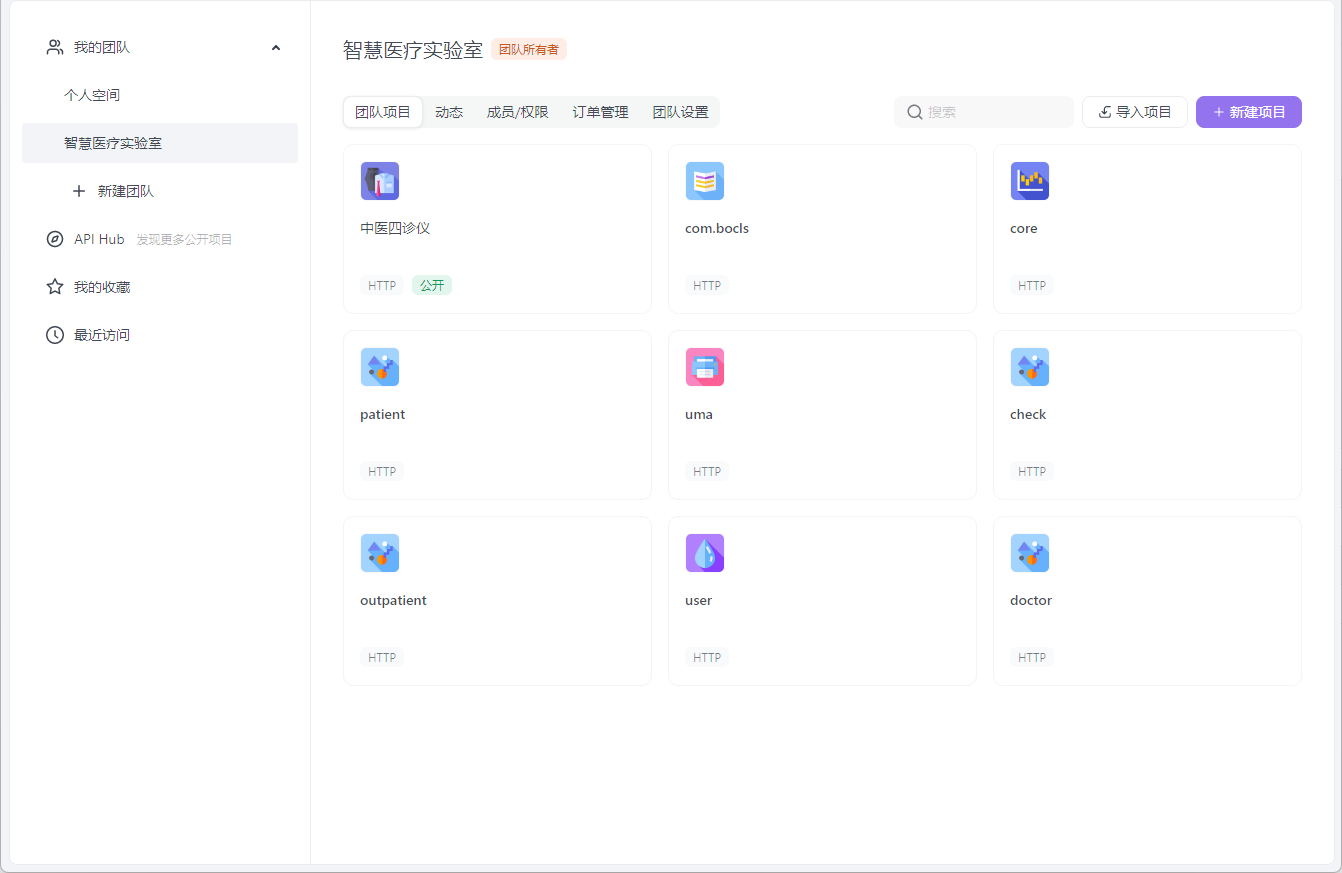 我的团队
个人空间
智慧医疗实验室
新建团队
API Hub 发现更多公开项目
我的收藏
最近访问
智慧医疗实验室 团队所有者
团队项目 动态 成员/权限 订单管理 团队设置 搜索 导入项目 + 新建项目
中医四诊仪
HTTP 公开
com.bocls
HTTP
core
HTTP
patient
HTTP
uma
HTTP
check
HTTP
outpatient
HTTP
user
HTTP
doctor
HTTP